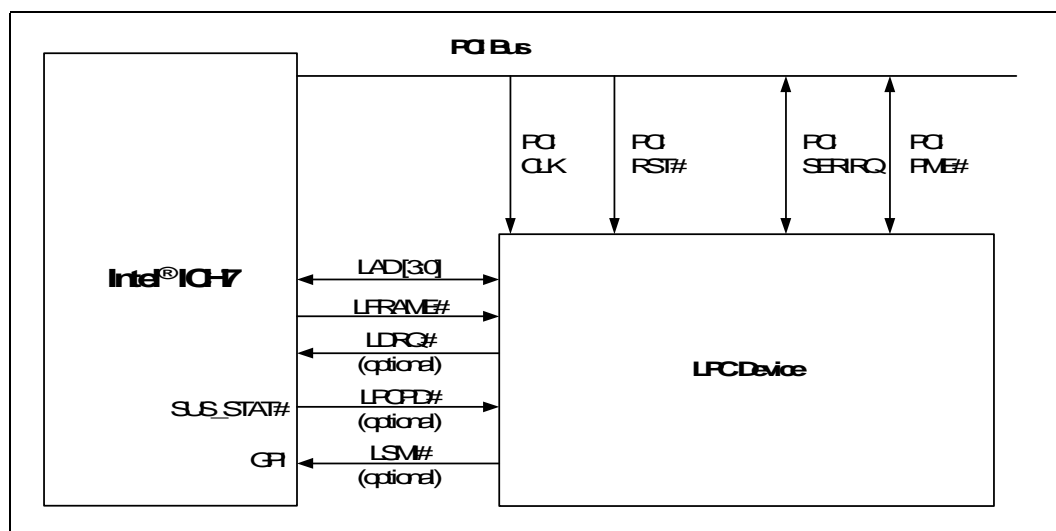 PCI Bus
PCI
CLK
PCI
RST#
PCI
SERIRQ
PCI
PME#
Intel® ICH7
LAD[3:0]
LFRAME#
LDRQ#
(optional)
LPC Device
SUS_STAT#
LPCPD#
(optional)
GPI
LSMI#
(optional)